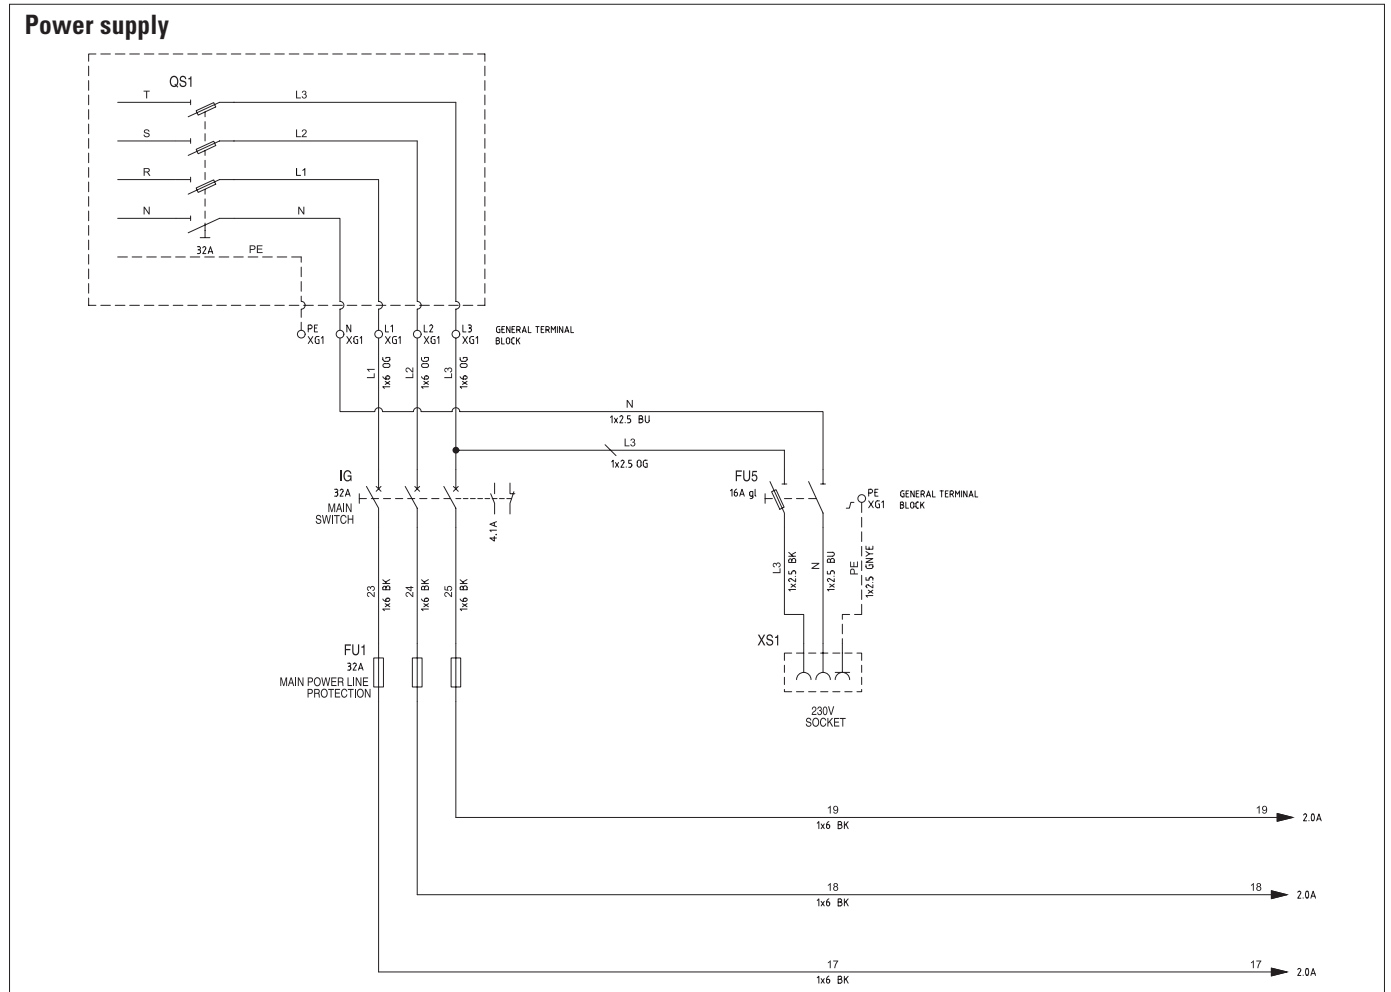 Power supply
QS1
T
L3
S
L2
R
L1
N
N
32A
PE
PE
XG1
N
XG1
L1
XG1
L2
XG1
L3
XG1
GENERAL TERMINAL
BLOCK
L1
1x6 OG
L2
1x6 OG
L3
1x6 OG
N
1x2.5 BU
L3
1x2.5 OG
IG
32A
MAIN
SWITCH
4.1A
FU5
16A gl
PE
XG1
GENERAL TERMINAL
BLOCK
L3
1x2.5 BK
N
1x2.5 BU
PE
1x2.5 GNYE
23
1x6 BK
24
1x6 BK
25
1x6 BK
FU1
32A
MAIN POWER LINE
PROTECTION
XS1
230V
SOCKET
19
1x6 BK
19
2.0A
18
1x6 BK
18
2.0A
17
1x6 BK
17
2.0A